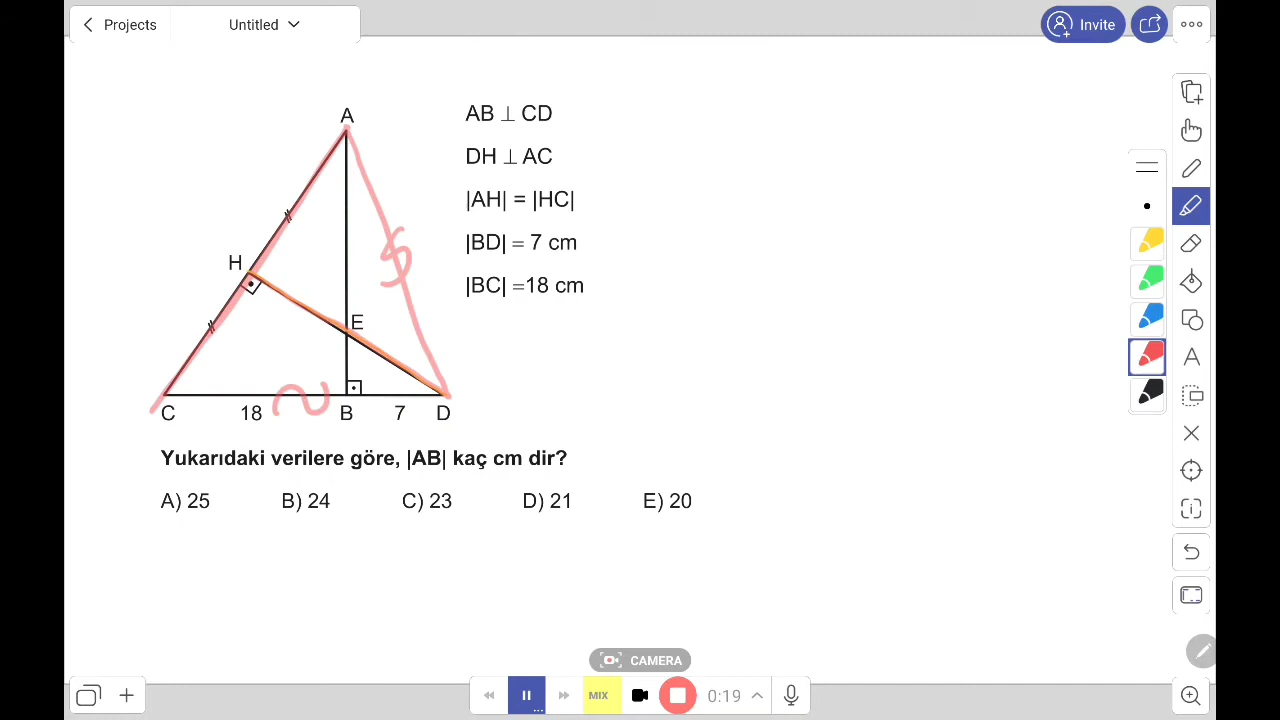 Projects
Untitled
Invite
A
AB ⊥ CD
DH ⊥ AC
|AH| = |HC|
|BD| = 7 cm
|BC| =18 cm
H
E
C 18 B 7 D
Yukarıdaki verilere göre, |AB| kaç cm dir?
A) 25 B) 24 C) 23 D) 21 E) 20
A
CAMERA
MIX
0:19